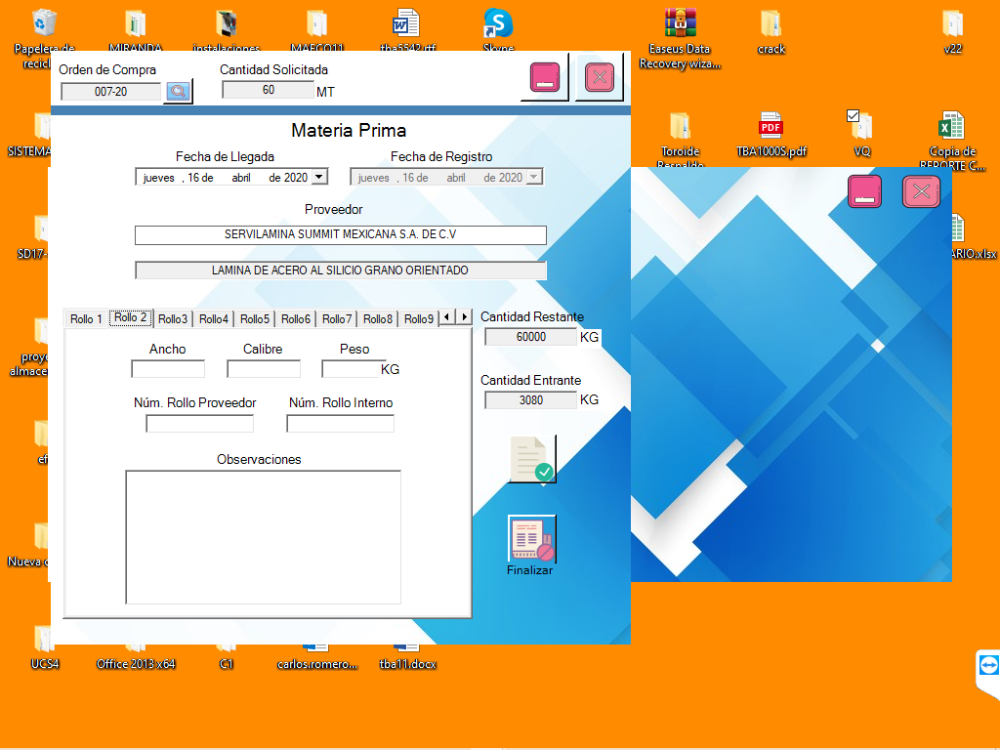 Papelera de
recicl
MIRANDA
instalaciones
MAECO11
tba5542.rtf
Skype
Easeus Data
Recovery wiza...
crack
v22
Orden de Compra
007-20
Cantidad Solicitada
60
MT
Materia Prima
Fecha de Llegada
Fecha de Registro
jueves , 16 de abril de 2020
jueves , 16 de abril de 2020
Proveedor
SERVILAMINA SUMMIT MEXICANA S.A. DE C.V
LAMINA DE ACERO AL SILICIO GRANO ORIENTADO
Rollo 1
Rollo 2
Rollo3
Rollo4
Rollo5
Rollo6
Rollo7
Rollo8
Rollo9
Cantidad Restante
60000
KG
Ancho
Calibre
Peso
KG
Cantidad Entrante
3080
KG
Núm. Rollo Proveedor
Núm. Rollo Interno
Observaciones
Finalizar
SISTEMA
SD17-
proye
almace
ef
Nueva c
Toroide
Respaldo
PDF
TBA1000S.pdf
VQ
Copia de
REPORTE C...
ARIO.xlsx
UCS4
Office 2013 x64
C1
carlos.romero...
tba11.docx